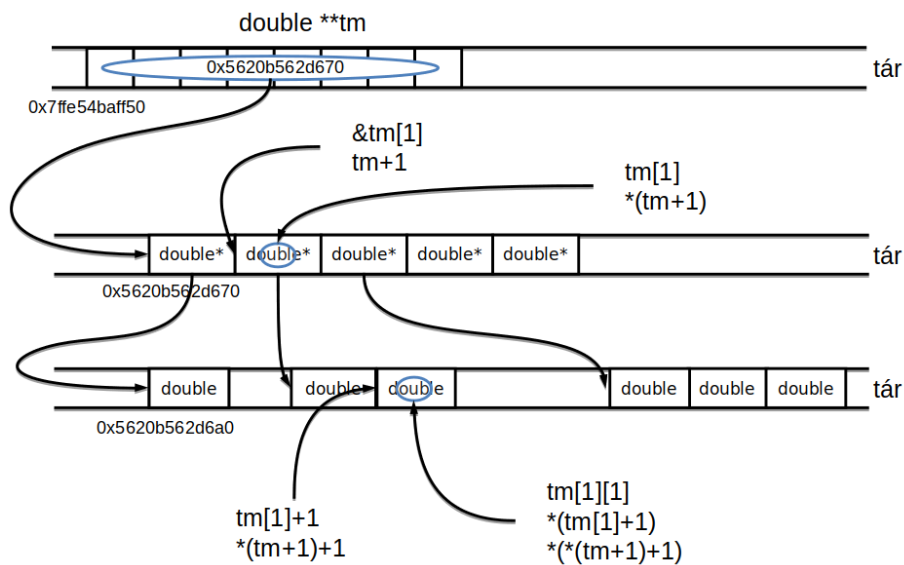 double **tm
0x5620b562d670
tár
0x7ffe54baff50
&tm[1]
tm+1
tm[1]
*(tm+1)
double* double* double* double* double*
tár
0x5620b562d670
double double double double double double
tár
0x5620b562d6a0
tm[1]+1
*(tm+1)+1
tm[1][1]
*(tm[1]+1)
*(*(tm+1)+1)